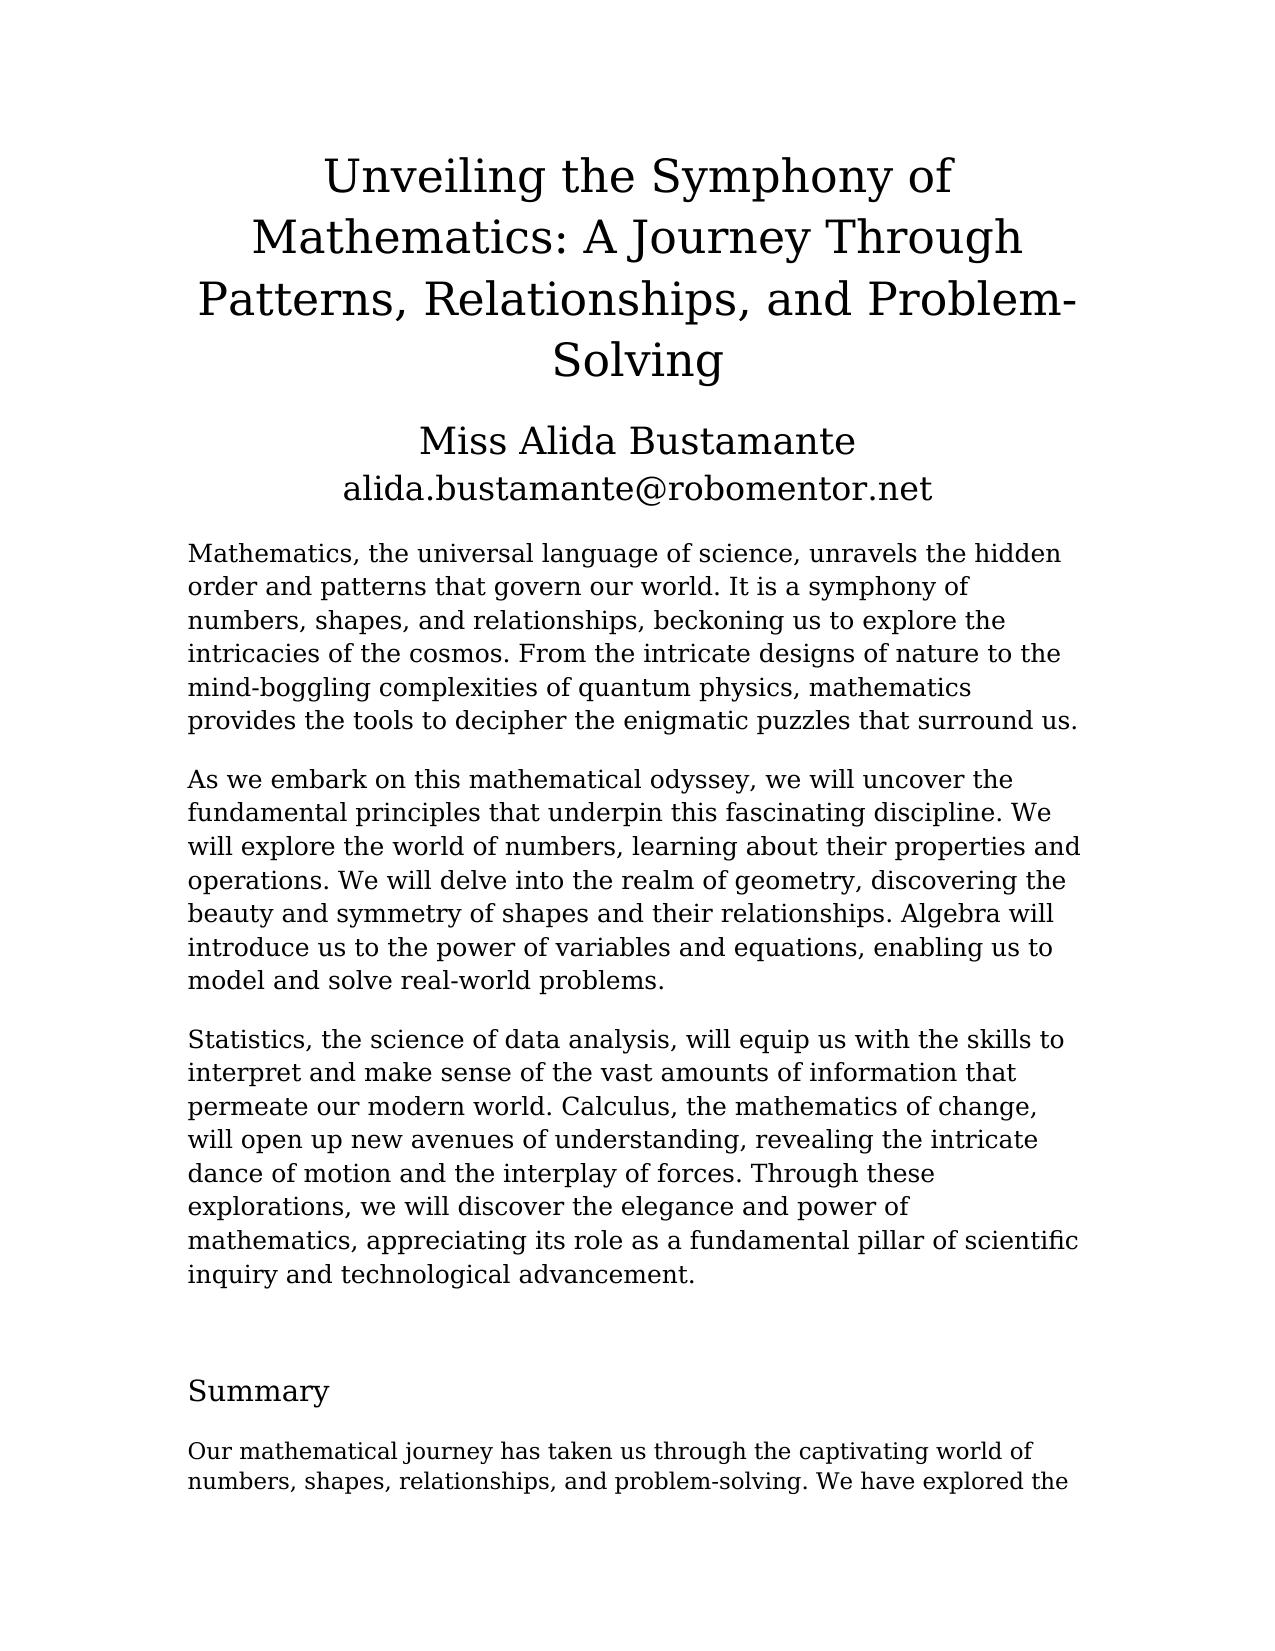 Unveiling the Symphony of
Mathematics: A Journey Through
Patterns, Relationships, and Problem-
Solving
Miss Alida Bustamante
alida.bustamante@robomentor.net
Mathematics, the universal language of science, unravels the hidden
order and patterns that govern our world. It is a symphony of
numbers, shapes, and relationships, beckoning us to explore the
intricacies of the cosmos. From the intricate designs of nature to the
mind-boggling complexities of quantum physics, mathematics
provides the tools to decipher the enigmatic puzzles that surround us.
As we embark on this mathematical odyssey, we will uncover the
fundamental principles that underpin this fascinating discipline. We
will explore the world of numbers, learning about their properties and
operations. We will delve into the realm of geometry, discovering the
beauty and symmetry of shapes and their relationships. Algebra will
introduce us to the power of variables and equations, enabling us to
model and solve real-world problems.
Statistics, the science of data analysis, will equip us with the skills to
interpret and make sense of the vast amounts of information that
permeate our modern world. Calculus, the mathematics of change,
will open up new avenues of understanding, revealing the intricate
dance of motion and the interplay of forces. Through these
explorations, we will discover the elegance and power of
mathematics, appreciating its role as a fundamental pillar of scientific
inquiry and technological advancement.
Summary
Our mathematical journey has taken us through the captivating world of
numbers, shapes, relationships, and problem-solving. We have explored the